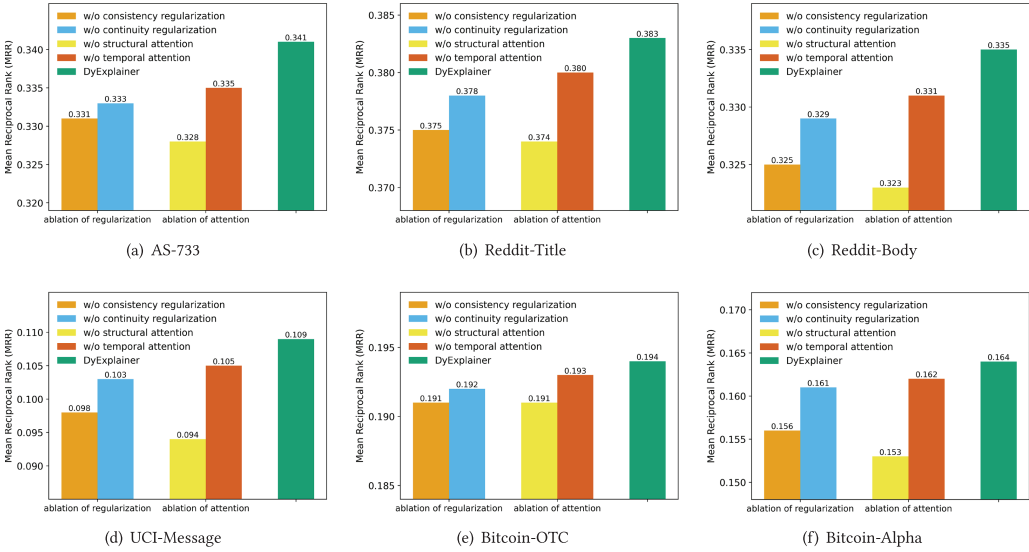 w/o consistency regularization
w/o continuity regularization
w/o structural attention
w/o temporal attention
DyExplainer
Mean Reciprocal Rank (MRR)
0.340
0.335
0.330
0.325
0.320
0.331
0.333
0.328
0.335
0.341
ablation of regularization
ablation of attention
(a) AS-733
w/o consistency regularization
w/o continuity regularization
w/o structural attention
w/o temporal attention
DyExplainer
Mean Reciprocal Rank (MRR)
0.385
0.380
0.375
0.370
0.375
0.378
0.374
0.380
0.383
ablation of regularization
ablation of attention
(b) Reddit-Title
w/o consistency regularization
w/o continuity regularization
w/o structural attention
w/o temporal attention
DyExplainer
Mean Reciprocal Rank (MRR)
0.335
0.330
0.325
0.325
0.329
0.323
0.331
0.335
ablation of regularization
ablation of attention
(c) Reddit-Body
w/o consistency regularization
w/o continuity regularization
w/o structural attention
w/o temporal attention
DyExplainer
Mean Reciprocal Rank (MRR)
0.110
0.105
0.100
0.095
0.090
0.098
0.103
0.094
0.105
0.109
ablation of regularization
ablation of attention
(d) UCI-Message
w/o consistency regularization
w/o continuity regularization
w/o structural attention
w/o temporal attention
DyExplainer
Mean Reciprocal Rank (MRR)
0.195
0.190
0.185
0.191
0.192
0.191
0.193
0.194
ablation of regularization
ablation of attention
(e) Bitcoin-OTC
w/o consistency regularization
w/o continuity regularization
w/o structural attention
w/o temporal attention
DyExplainer
Mean Reciprocal Rank (MRR)
0.170
0.165
0.160
0.155
0.150
0.156
0.161
0.153
0.162
0.164
ablation of regularization
ablation of attention
(f) Bitcoin-Alpha